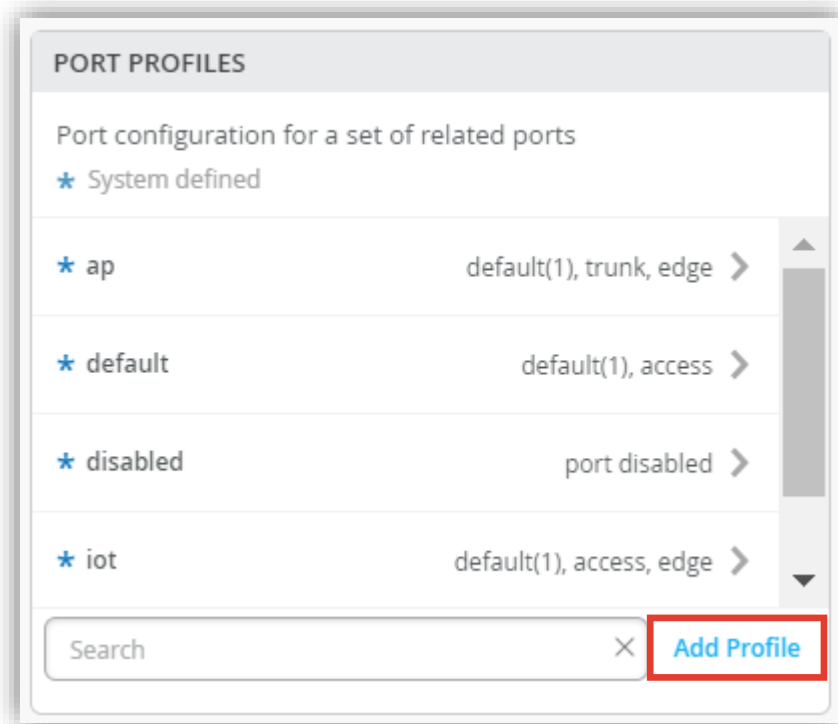 PORT PROFILES
Port configuration for a set of related ports
* System defined
* ap default(1), trunk, edge
* default default(1), access
* disabled port disabled
* iot default(1), access, edge
Search Add Profile